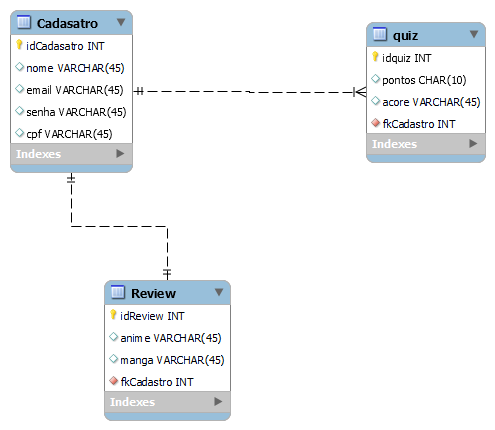 Cadasatro
idCadasatro INT
nome VARCHAR(45)
email VARCHAR(45)
senha VARCHAR(45)
cpf VARCHAR(45)
Indexes
quiz
idquiz INT
pontos CHAR(10)
acore VARCHAR(45)
fkCadastro INT
Indexes
Review
idReview INT
anime VARCHAR(45)
manga VARCHAR(45)
fkCadastro INT
Indexes